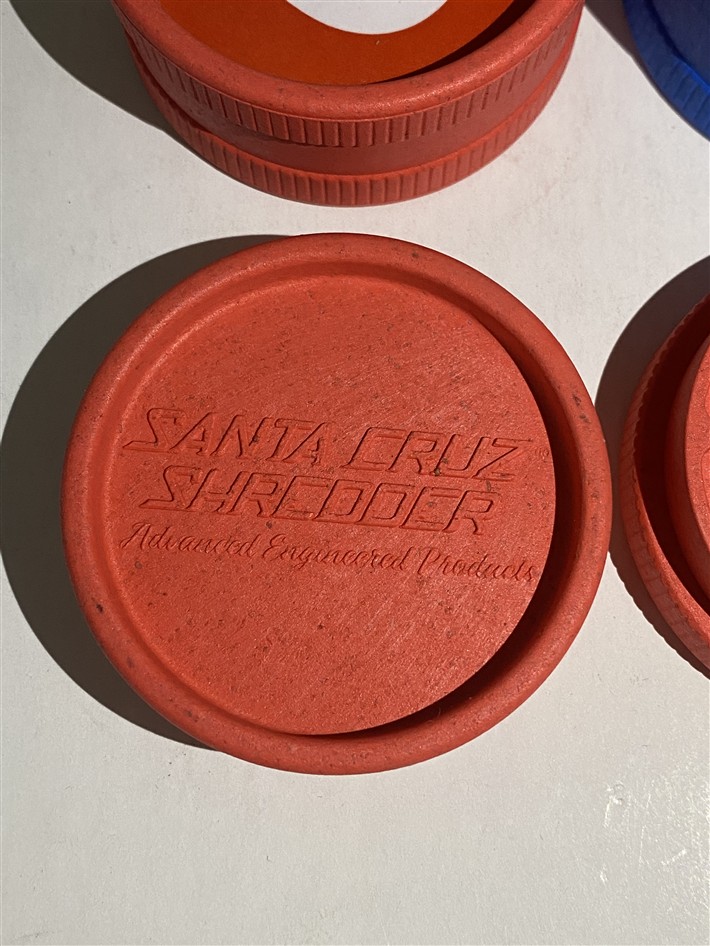 SANTA CRUZ®
SHREDDER
Advanced Engineered Products